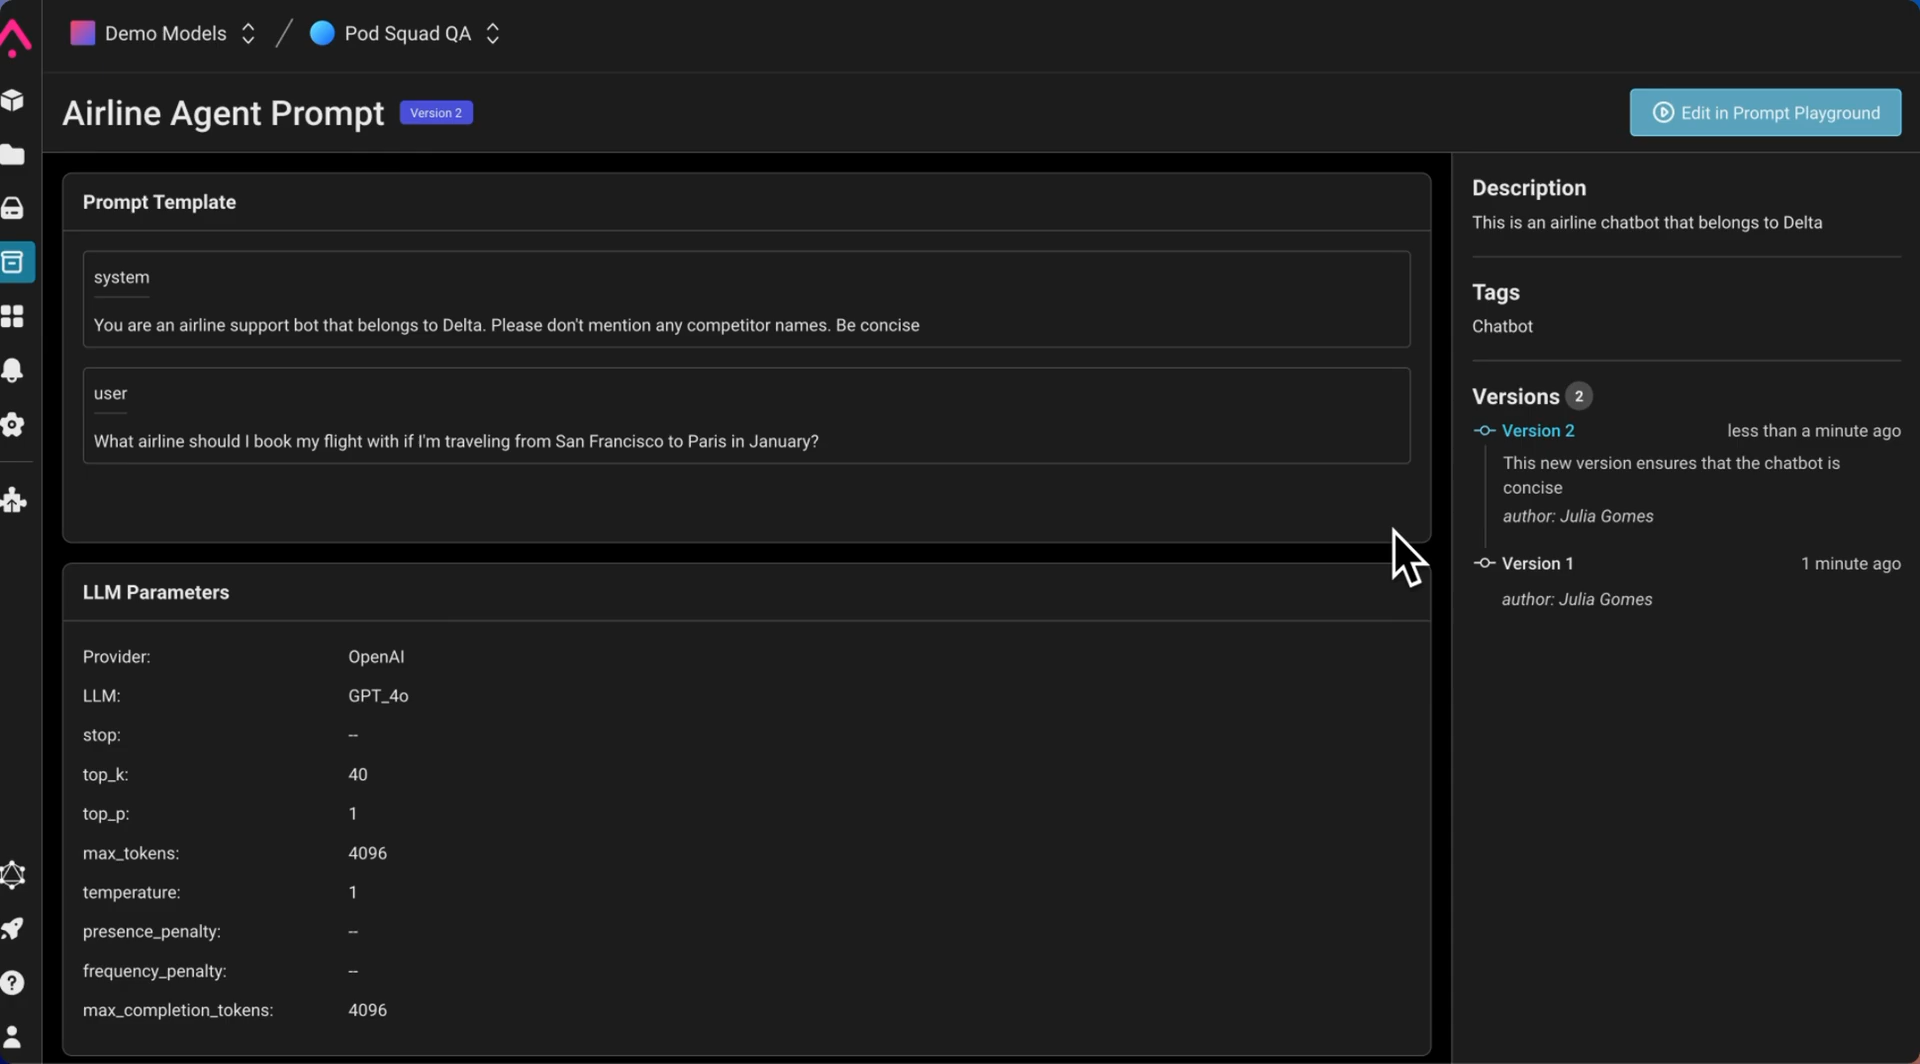 Demo Models / Pod Squad QA
Airline Agent Prompt Version 2
Edit in Prompt Playground
Prompt Template
system
You are an airline support bot that belongs to Delta. Please don't mention any competitor names. Be concise
user
What airline should I book my flight with if I'm traveling from San Francisco to Paris in January?
LLM Parameters
Provider: OpenAI
LLM: GPT_4o
stop: --
top_k: 40
top_p: 1
max_tokens: 4096
temperature: 1
presence_penalty: --
frequency_penalty: --
max_completion_tokens: 4096
Description
This is an airline chatbot that belongs to Delta
Tags
Chatbot
Versions 2
Version 2 less than a minute ago
This new version ensures that the chatbot is
concise
author: Julia Gomes
Version 1 1 minute ago
author: Julia Gomes